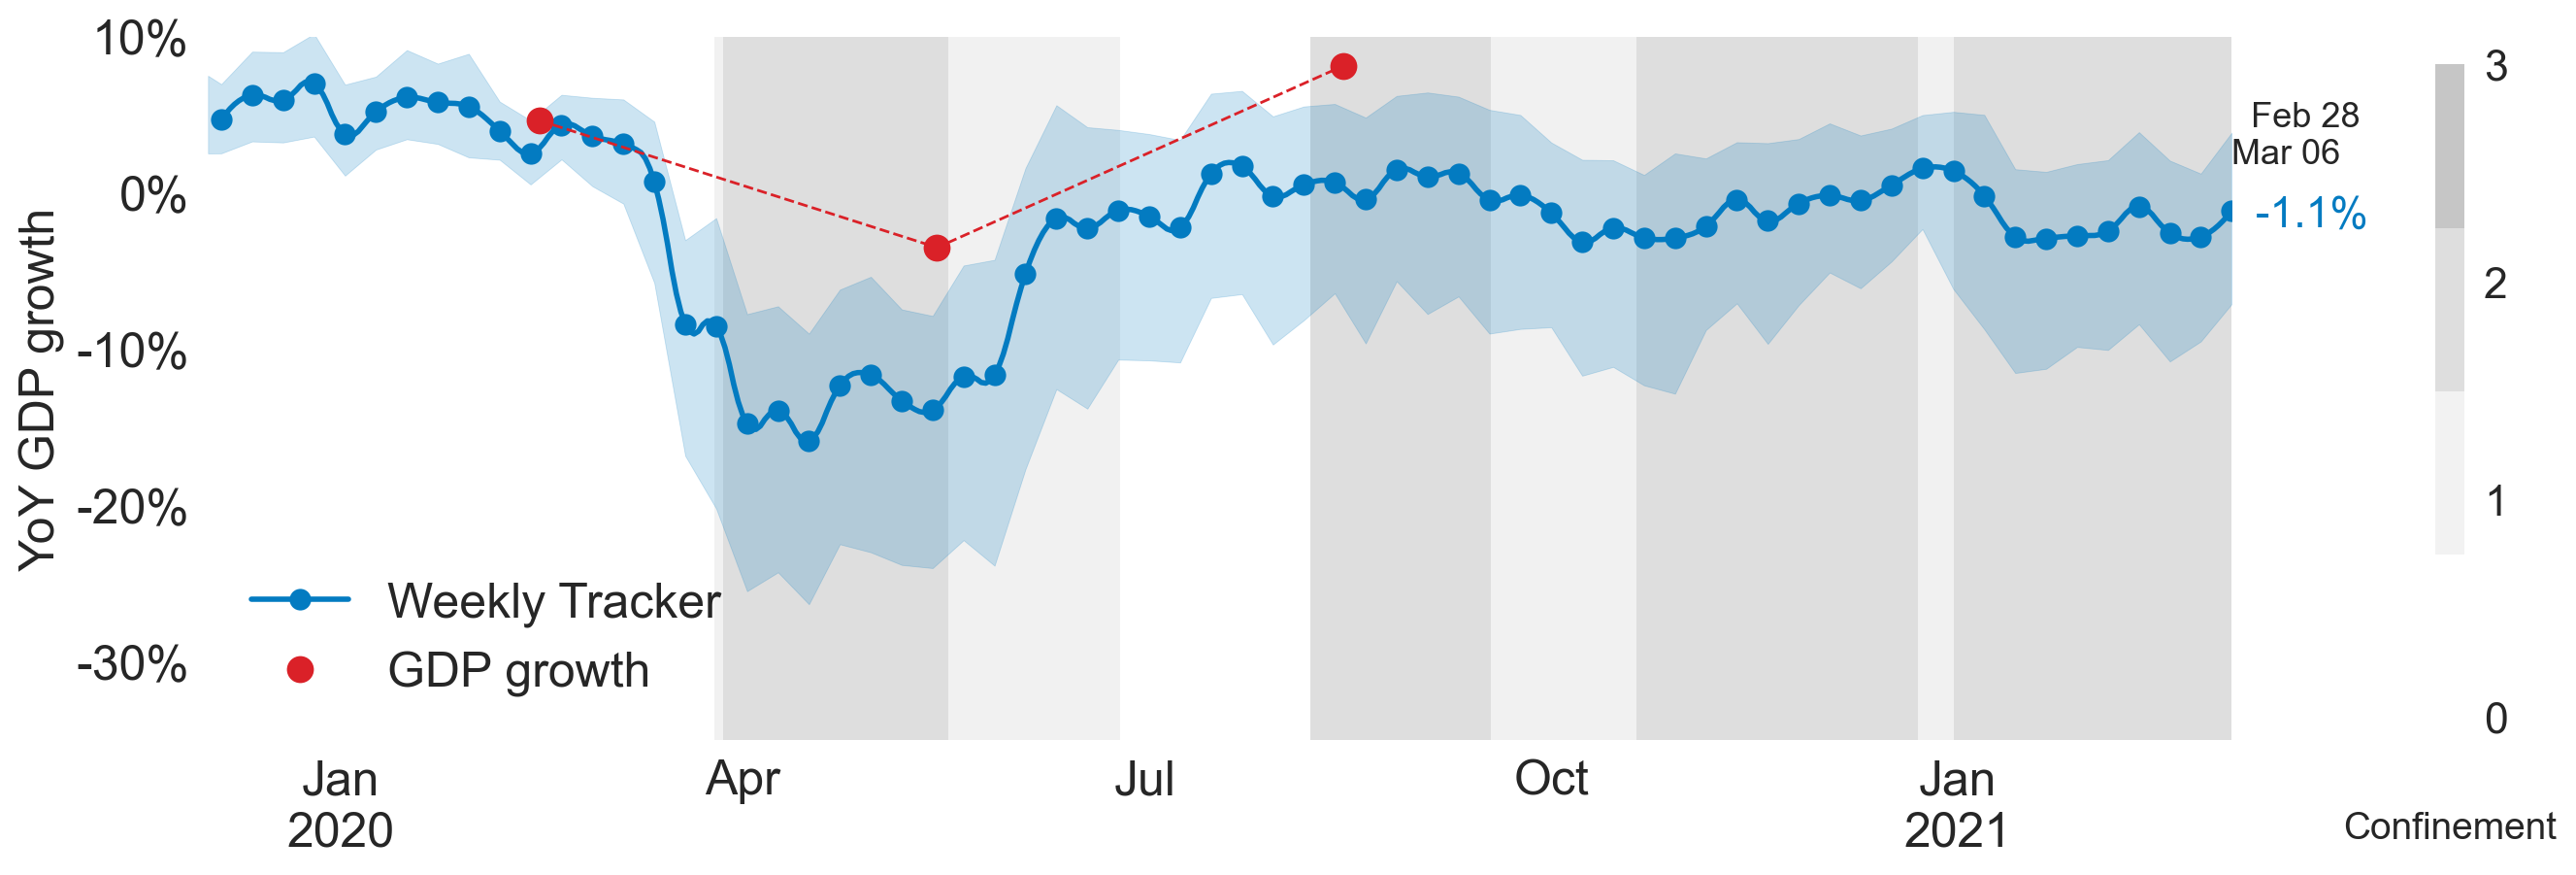 10%
0%
-10%
-20%
-30%
YoY GDP growth
Weekly Tracker
GDP growth
Jan
2020
Apr
Jul
Oct
Jan
2021
Feb 28
Mar 06
-1.1%
3
2
1
0
Confinement